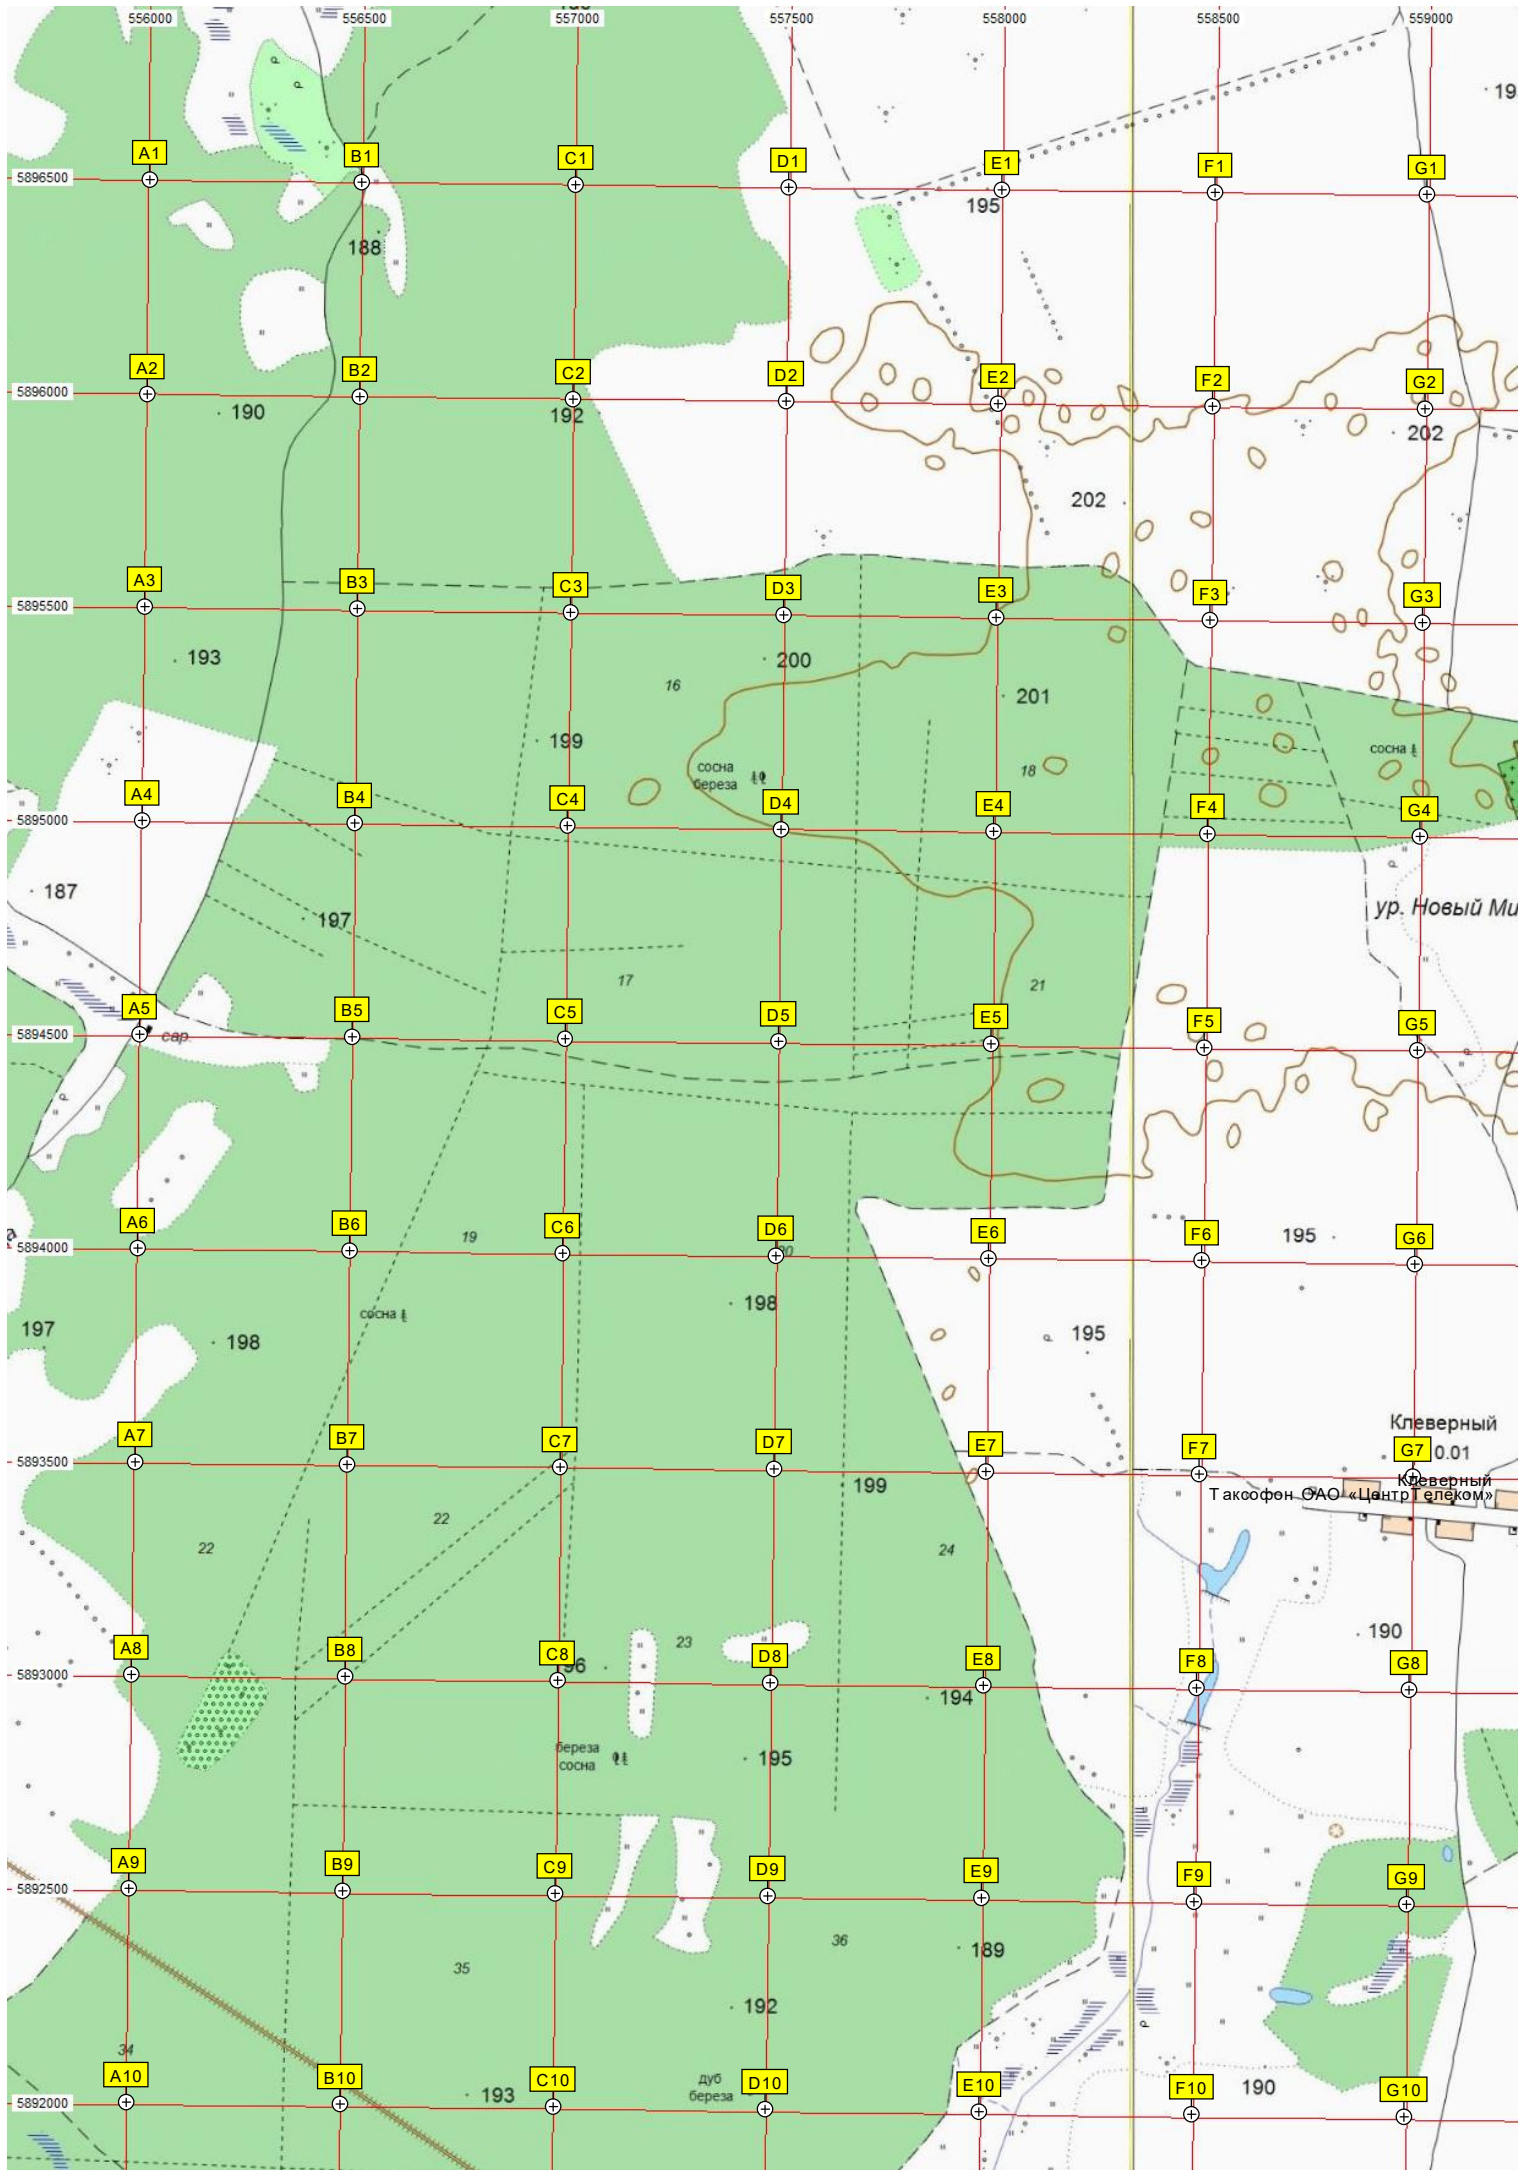 556000 556500 557000 557500 558000 558500 559000
19
A1 B1 C1 D1 E1 F1 G1
5896500
195
188
A2 B2 C2 D2 E2 F2 G2
5896000
190 192 202
202
A3 B3 C3 D3 E3 F3 G3
5895500
193 200
16 201
199 сосна
сосна 18
береза
A4 B4 C4 D4 E4 F4 G4
5895000
187 ур. Новый Ми
197
17 21
A5 B5 C5 D5 E5 F5 G5
5894500 сар.
A6 B6 C6 D6 E6 F6 G6
19 195
5894000
198
сосна
197 198 195
Клеверный
A7 B7 C7 D7 E7 F7 G7
0.01
5893500
199 Клеверный
Таксофон ОАО «ЦентрТелеком»
22
22 24
23 190
A8 B8 C8 D8 E8 F8 G8
96
5893000
194
береза 195
сосна
A9 B9 C9 D9 E9 F9 G9
5892500
36 189
35
192
34
A10 B10 C10 D10 E10 F10 G10
дуб 190
193 береза
5892000